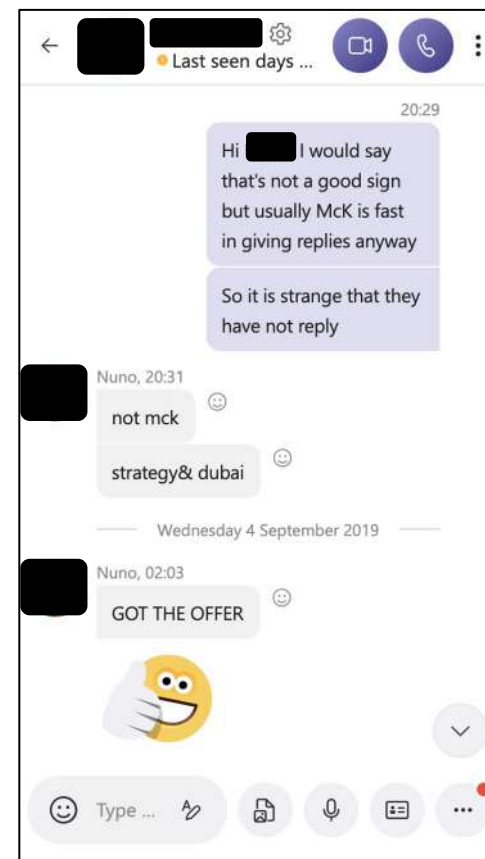 Last seen days ...
20:29
Hi I would say
that's not a good sign
but usually McK is fast
in giving replies anyway
So it is strange that they
have not reply
Nuno, 20:31
not mck
strategy& dubai
Wednesday 4 September 2019
Nuno, 02:03
GOT THE OFFER
Type ...